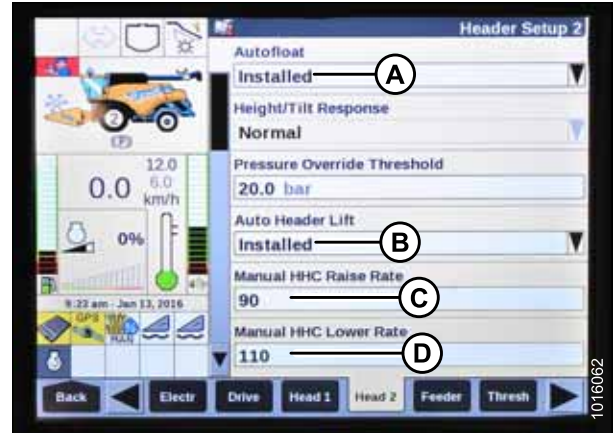 Header Setup 2
Autofloat
Installed
A
Height/Tilt Response
Normal
2
(P)
Pressure Override Threshold
20.0 bar
12.0
6.0
0.0
km/h
Auto Header Lift
Installed
B
0%
Manual HHC Raise Rate
90
C
9:23 am - Jan 13, 2016
GPS
Manual HHC Lower Rate
110
D
Back
Electr
Drive
Head 1
Head 2
Feeder
Thresh
1016062